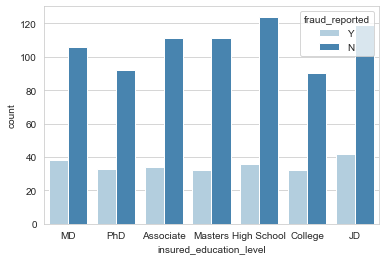 fraud_reported
Y
N
120
100
80
60
40
20
0
count
MD PhD Associate Masters High School College JD
insured_education_level